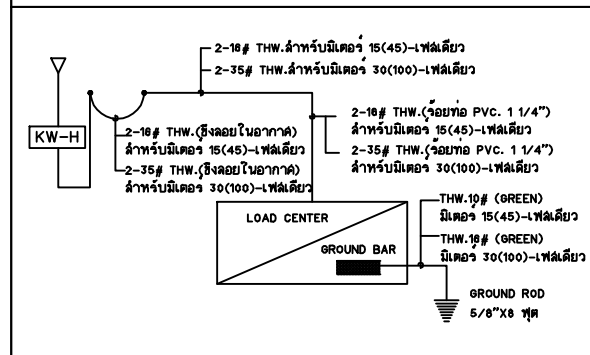 2-16# THW.สำหรับมิเตอร์ 15(45)-เฟสเดียว
2-35# THW.สำหรับมิเตอร์ 30(100)-เฟสเดียว
KW-H
2-16# THW.(ขึงลอยในอากาศ)
สำหรับมิเตอร์ 15(45)-เฟสเดียว
2-35# THW.(ขึงลอยในอากาศ)
สำหรับมิเตอร์ 30(100)-เฟสเดียว
2-16# THW.(ร้อยท่อ PVC. 1 1/4")
สำหรับมิเตอร์ 15(45)-เฟสเดียว
2-35# THW.(ร้อยท่อ PVC. 1 1/4")
สำหรับมิเตอร์ 30(100)-เฟสเดียว
LOAD CENTER
GROUND BAR
THW.10# (GREEN)
มิเตอร์ 15(45)-เฟสเดียว
THW.16# (GREEN)
มิเตอร์ 30(100)-เฟสเดียว
GROUND ROD
5/8"X8 ฟุต